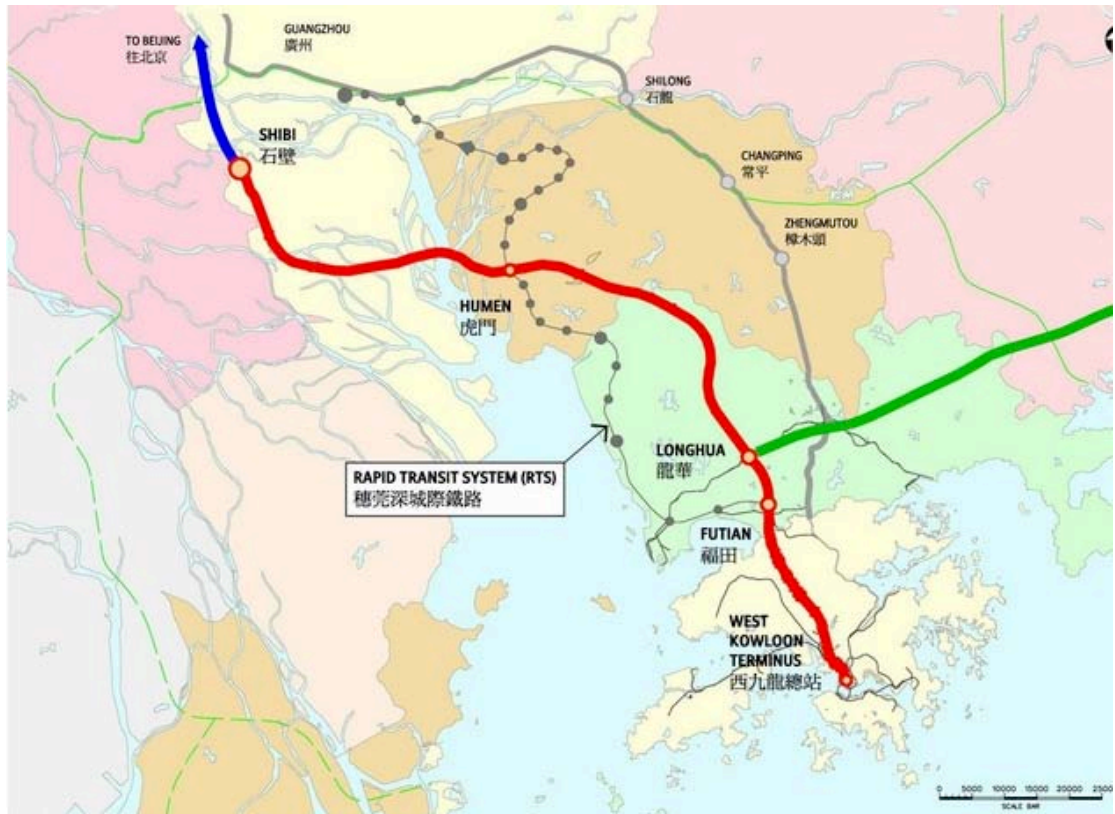 TO BEIJING
往北京
GUANGZHOU
廣州
SHILONG
石龍
SHIBI
石壁
CHANGPING
常平
ZHENGMUTOU
樟木頭
HUMEN
虎門
LONGHUA
龍華
RAPID TRANSIT SYSTEM (RTS)
穗莞深城際鐵路
FUTIAN
福田
WEST
KOWLOON
TERMINUS
西九龍總站
0 5000 10000 15000 20000
SCALE BAR